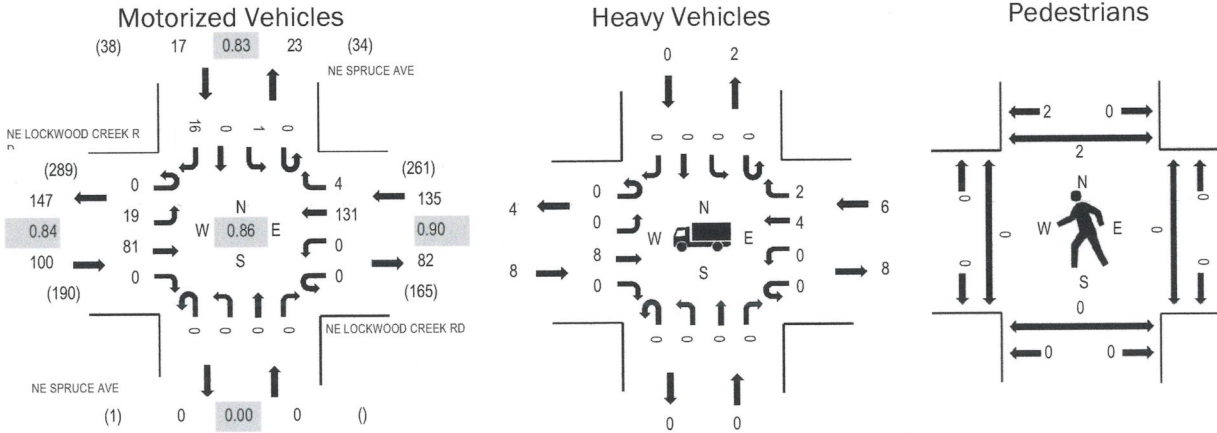 Motorized Vehicles
(38) 17 0.83 23 (34)
NE SPRUCE AVE
NE LOCKWOOD CREEK R
D
16 0 1 0
(289) 0 4 (261)
147 135
19 N 131
0.84 W 0.86 E 0.90
81 S 0
100 82
0 0
(190) (165)
0 0 0 0
NE LOCKWOOD CREEK RD
NE SPRUCE AVE
(1) 0 0.00 0 ()
Heavy Vehicles
0 2
0 0 0 0
0 2
4 6
0 N 4
W E
8 S 0
8 8
0 0
0 0 0 0
0 0
Pedestrians
2 0
2
N
0 0 W E 0 0
0 0
S
0
0 0